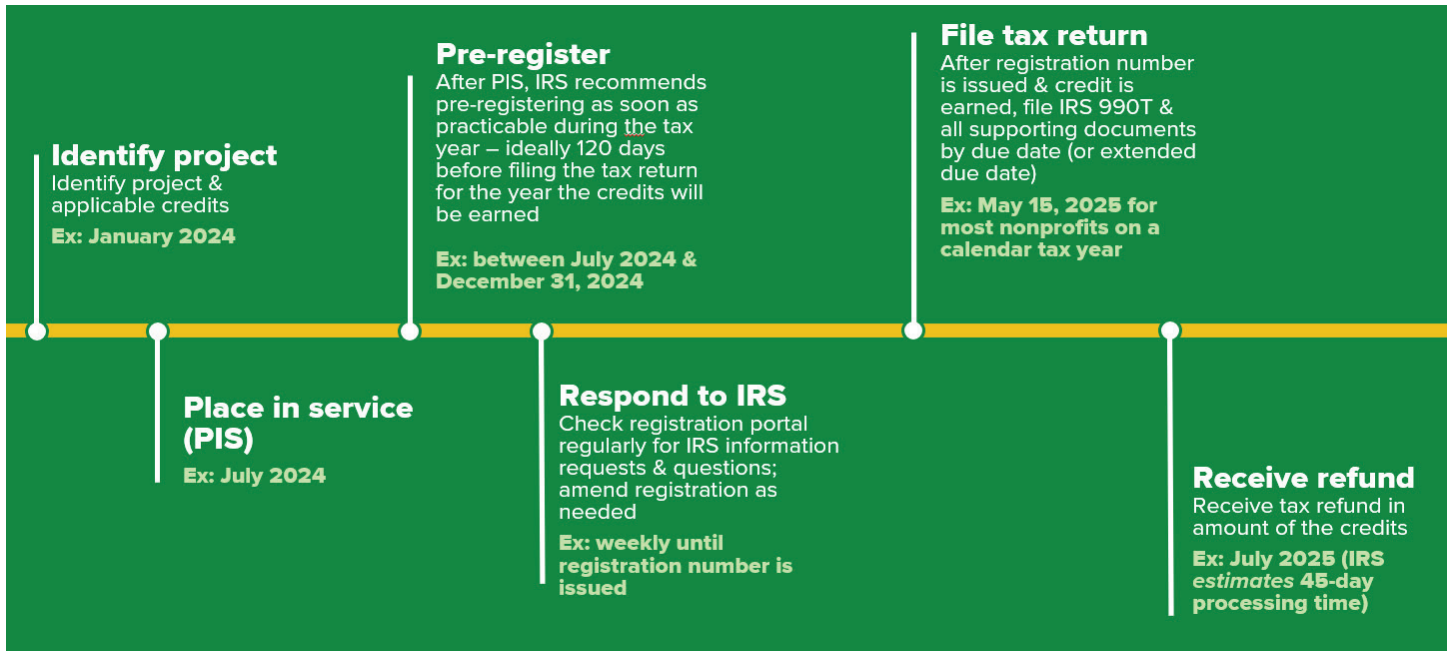 Identify project
Identify project &
applicable credits
Ex: January 2024
Place in service
(PIS)
Ex: July 2024
Pre-register
After PIS, IRS recommends
pre-registering as soon as
practicable during the tax
year – ideally 120 days
before filing the tax return
for the year the credits will
be earned
Ex: between July 2024 &
December 31, 2024
Respond to IRS
Check registration portal
regularly for IRS information
requests & questions;
amend registration as
needed
Ex: weekly until
registration number is
issued
File tax return
After registration number
is issued & credit is
earned, file IRS 990T &
all supporting documents
by due date (or extended
due date)
Ex: May 15, 2025 for
most nonprofits on a
calendar tax year
Receive refund
Receive tax refund in
amount of the credits
Ex: July 2025 (IRS
estimates 45-day
processing time)